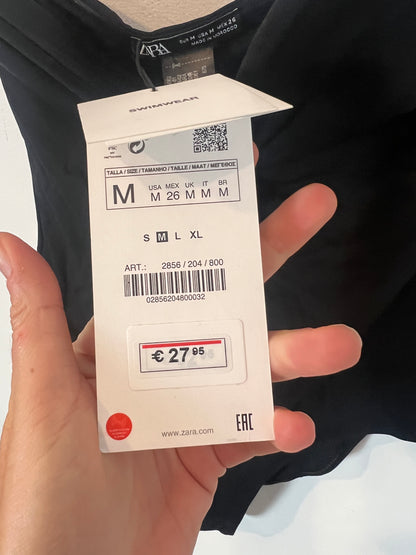 ZARA
EUR M USA M MEX 26
MADE IN MOROCCO
SWIMWEAR
TALLA / SIZE / TAMANHO / TAILLE / MAAT / ΜΕΓΕΘΟΣ
M
USA MEX UK IT BR
M 26 M M M
S M L XL
ART.: 2856 / 204 / 800
02856204800032
€ 27 95
www.zara.com
EAC